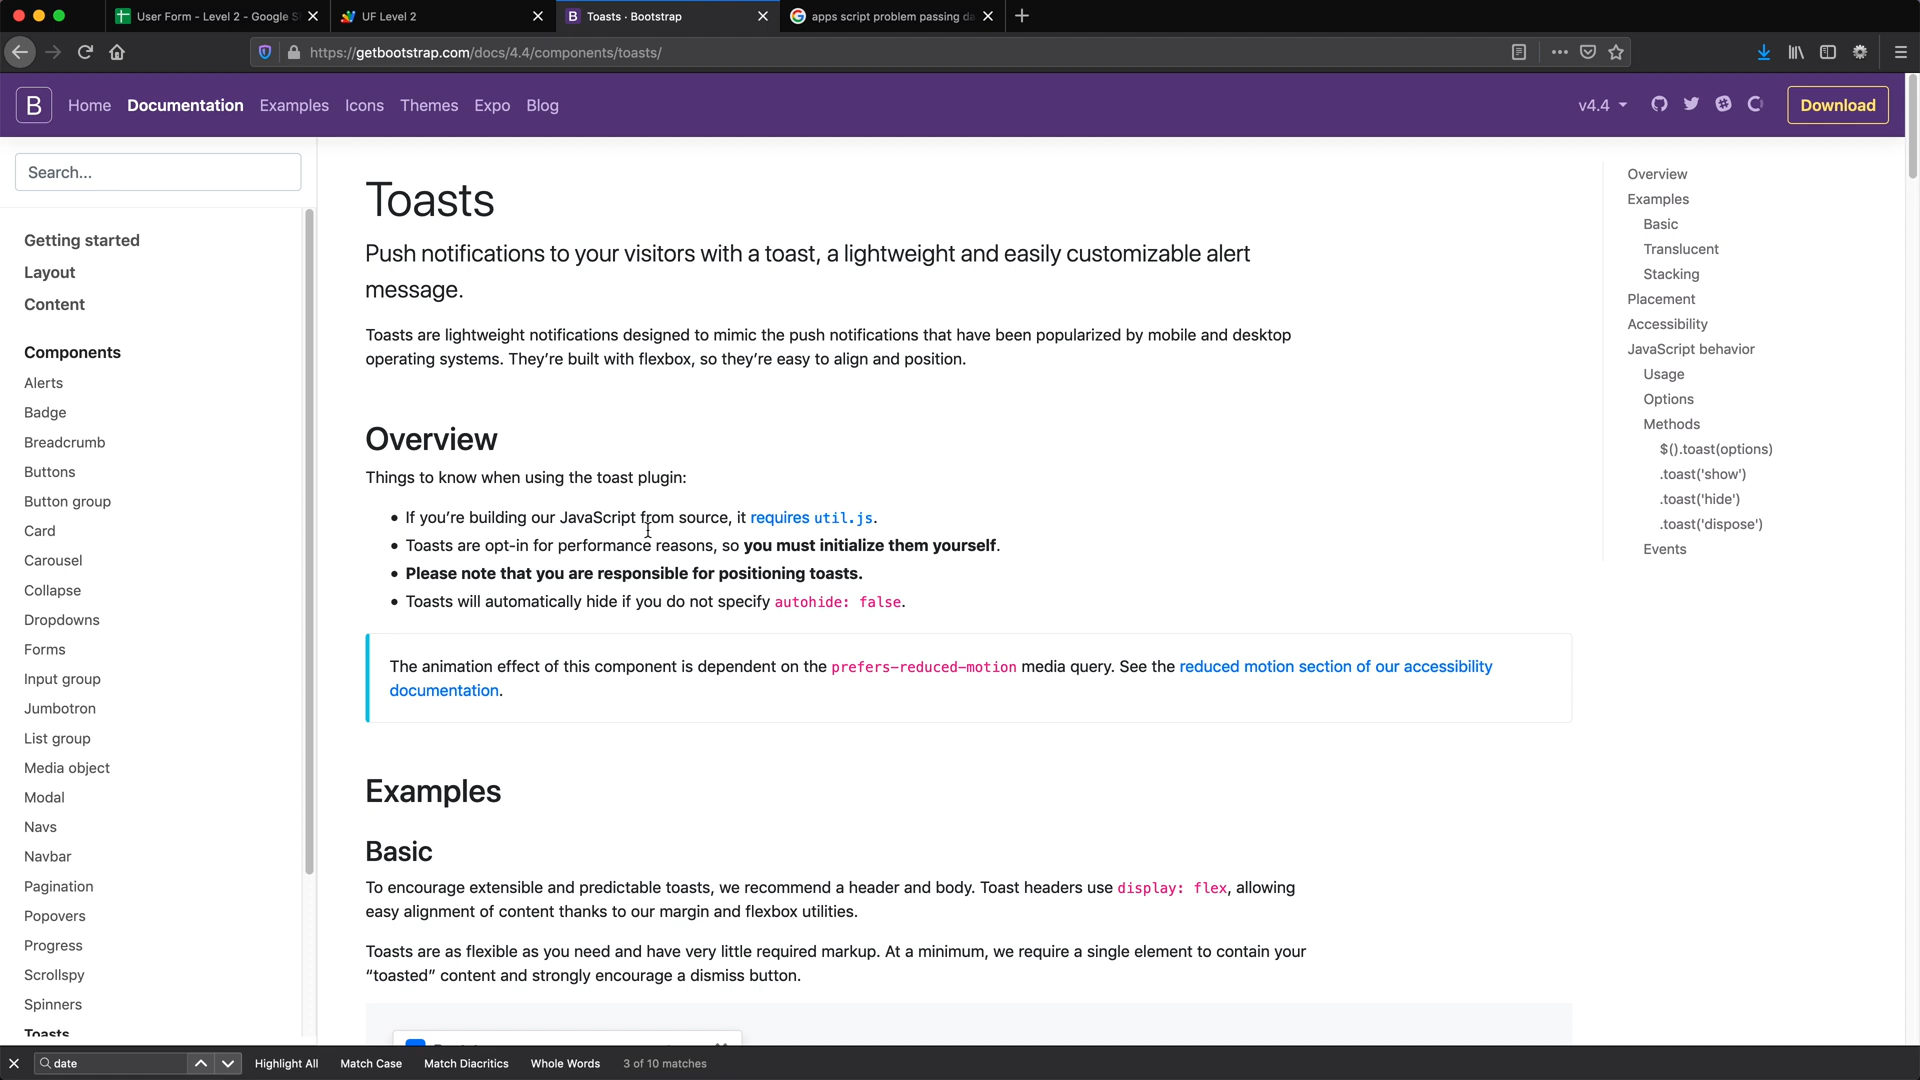 User Form - Level 2 - Google S
UF Level 2
Toasts · Bootstrap
apps script problem passing da
https://getbootstrap.com/docs/4.4/components/toasts/
B
Home
Documentation
Examples
Icons
Themes
Expo
Blog
v4.4
Download
Search...
Getting started
Layout
Content
Components
Alerts
Badge
Breadcrumb
Buttons
Button group
Card
Carousel
Collapse
Dropdowns
Forms
Input group
Jumbotron
List group
Media object
Modal
Navs
Navbar
Pagination
Popovers
Progress
Scrollspy
Spinners
Toasts
Toasts
Push notifications to your visitors with a toast, a lightweight and easily customizable alert
message.
Toasts are lightweight notifications designed to mimic the push notifications that have been popularized by mobile and desktop
operating systems. They’re built with flexbox, so they’re easy to align and position.
Overview
Things to know when using the toast plugin:
• If you’re building our JavaScript from source, it requires util.js.
• Toasts are opt-in for performance reasons, so you must initialize them yourself.
• Please note that you are responsible for positioning toasts.
• Toasts will automatically hide if you do not specify autohide: false.
The animation effect of this component is dependent on the prefers-reduced-motion media query. See the reduced motion section of our accessibility
documentation.
Examples
Basic
To encourage extensible and predictable toasts, we recommend a header and body. Toast headers use display: flex, allowing
easy alignment of content thanks to our margin and flexbox utilities.
Toasts are as flexible as you need and have very little required markup. At a minimum, we require a single element to contain your
“toasted” content and strongly encourage a dismiss button.
Overview
Examples
Basic
Translucent
Stacking
Placement
Accessibility
JavaScript behavior
Usage
Options
Methods
$().toast(options)
.toast('show')
.toast('hide')
.toast('dispose')
Events
date
Highlight All
Match Case
Match Diacritics
Whole Words
3 of 10 matches